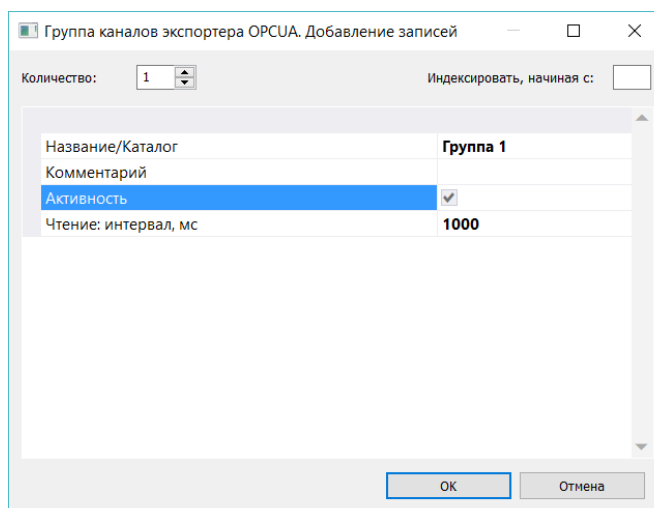 Группа каналов экспортера OPCUA. Добавление записей
Количество: 1 Индексировать, начиная с:
Название/Каталог Группа 1
Комментарий
Активность
Чтение: интервал, мс 1000
OK Отмена